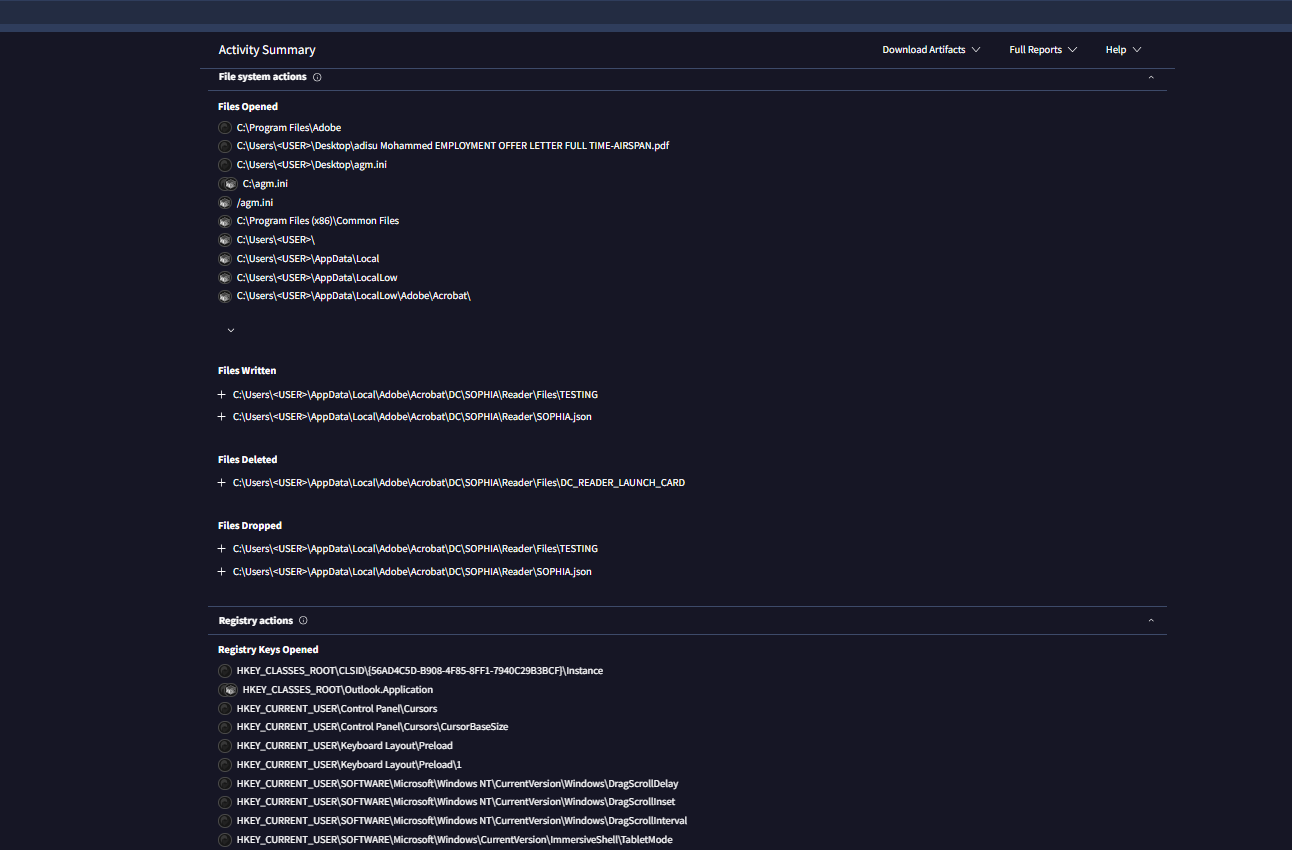 Activity Summary
Download Artifacts
Full Reports
Help
File system actions
Files Opened
C:\Program Files\Adobe
C:\Users\<USER>\Desktop\adisu Mohammed EMPLOYMENT OFFER LETTER FULL TIME-AIRSPAN.pdf
C:\Users\<USER>\Desktop\agm.ini
C:\agm.ini
/agm.ini
C:\Program Files (x86)\Common Files
C:\Users\<USER>\
C:\Users\<USER>\AppData\Local
C:\Users\<USER>\AppData\LocalLow
C:\Users\<USER>\AppData\LocalLow\Adobe\Acrobat\
Files Written
C:\Users\<USER>\AppData\Local\Adobe\Acrobat\DC\SOPHIA\Reader\Files\TESTING
C:\Users\<USER>\AppData\Local\Adobe\Acrobat\DC\SOPHIA\Reader\SOPHIA.json
Files Deleted
C:\Users\<USER>\AppData\Local\Adobe\Acrobat\DC\SOPHIA\Reader\Files\DC_READER_LAUNCH_CARD
Files Dropped
C:\Users\<USER>\AppData\Local\Adobe\Acrobat\DC\SOPHIA\Reader\Files\TESTING
C:\Users\<USER>\AppData\Local\Adobe\Acrobat\DC\SOPHIA\Reader\SOPHIA.json
Registry actions
Registry Keys Opened
HKEY_CLASSES_ROOT\CLSID\{56AD4C5D-B908-4F85-8FF1-7940C29B3BCF}\Instance
HKEY_CLASSES_ROOT\Outlook.Application
HKEY_CURRENT_USER\Control Panel\Cursors
HKEY_CURRENT_USER\Control Panel\Cursors\CursorBaseSize
HKEY_CURRENT_USER\Keyboard Layout\Preload
HKEY_CURRENT_USER\Keyboard Layout\Preload\1
HKEY_CURRENT_USER\SOFTWARE\Microsoft\Windows NT\CurrentVersion\Windows\DragScrollDelay
HKEY_CURRENT_USER\SOFTWARE\Microsoft\Windows NT\CurrentVersion\Windows\DragScrollInset
HKEY_CURRENT_USER\SOFTWARE\Microsoft\Windows NT\CurrentVersion\Windows\DragScrollInterval
HKEY_CURRENT_USER\SOFTWARE\Microsoft\Windows\CurrentVersion\ImmersiveShell\TabletMode